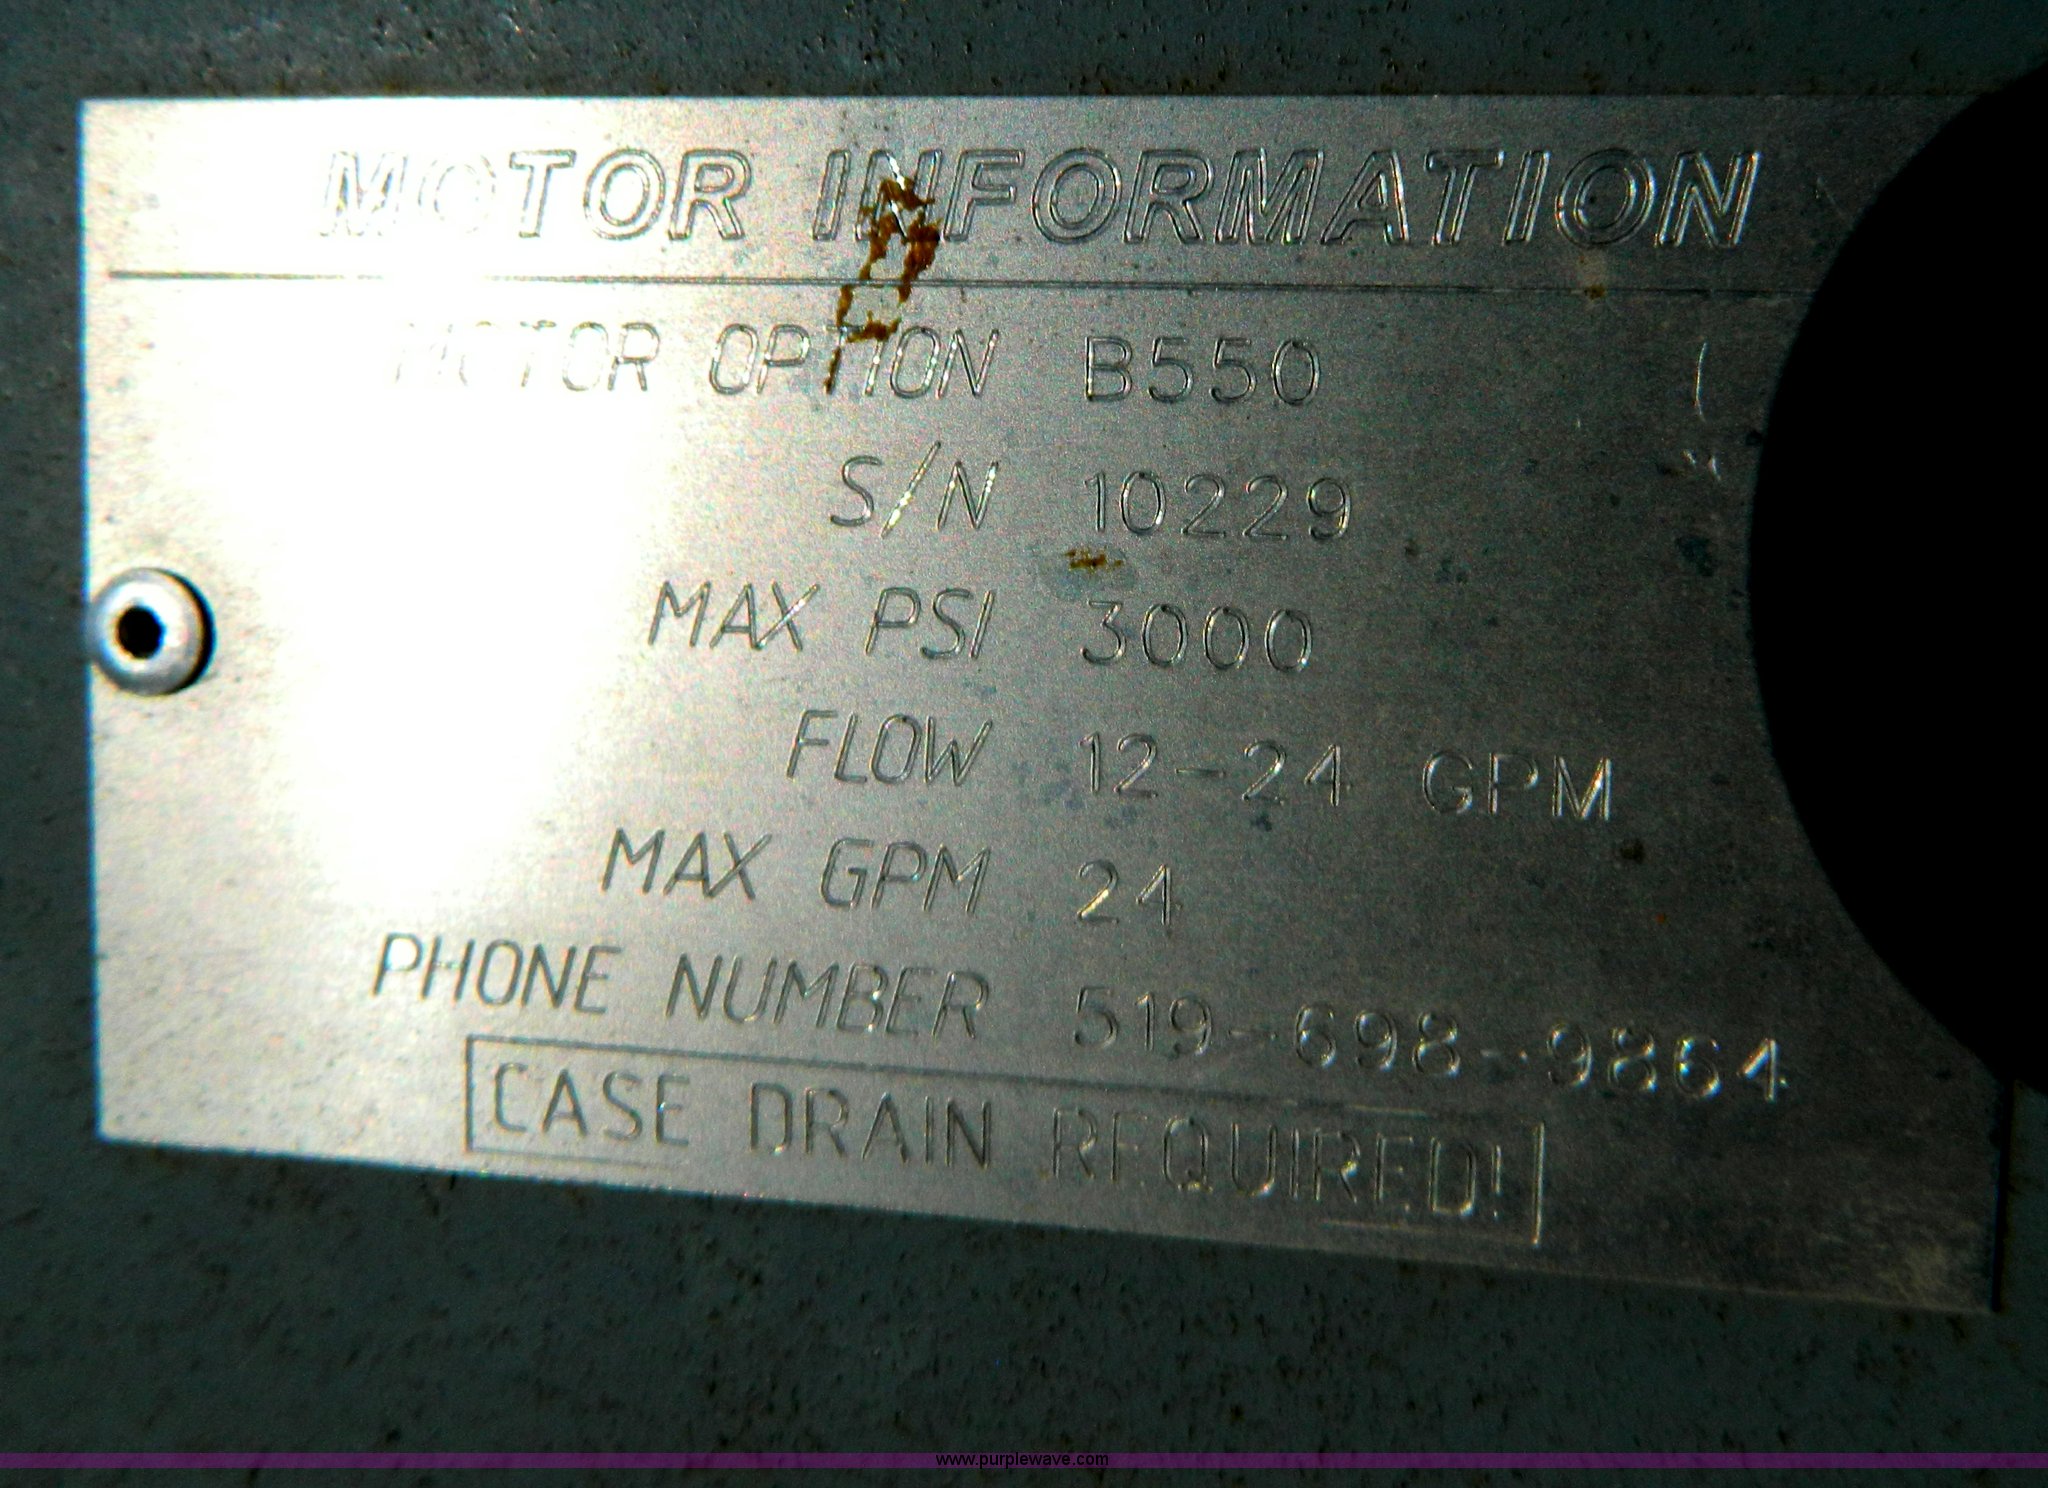 MOTOR INFORMATION
MOTOR OPTION B550
S/N 10229
MAX PSI 3000
FLOW 12-24 GPM
MAX GPM 24
PHONE NUMBER 519-698-9864
CASE DRAIN REQUIRED!
www.purplewave.com